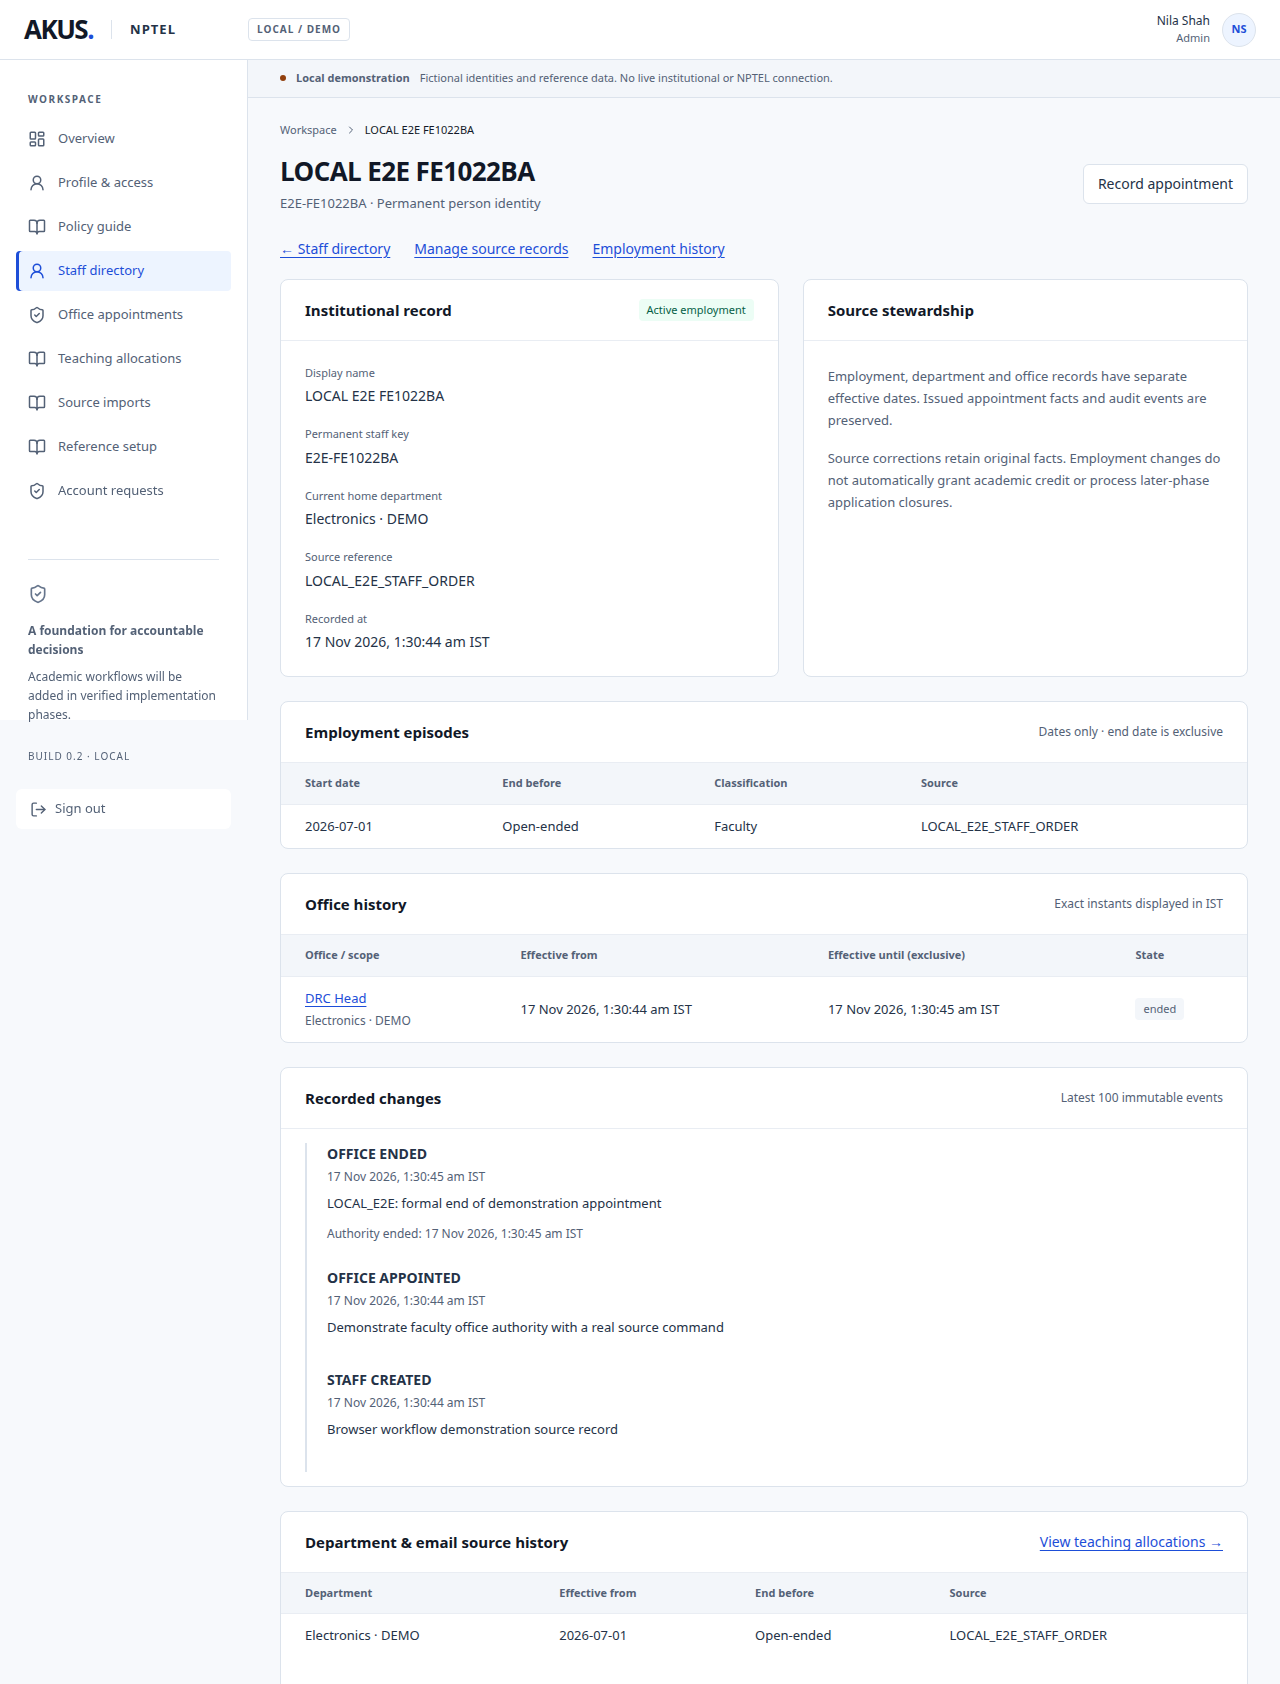 AKUS.
NPTEL
LOCAL / DEMO
Nila Shah
Admin
NS
WORKSPACE
Overview
Profile & access
Policy guide
Staff directory
Office appointments
Teaching allocations
Source imports
Reference setup
Account requests
A foundation for accountable
decisions
Academic workflows will be
added in verified implementation
phases.
BUILD 0.2 · LOCAL
Sign out
Local demonstration Fictional identities and reference data. No live institutional or NPTEL connection.
Workspace > LOCAL E2E FE1022BA
LOCAL E2E FE1022BA
E2E-FE1022BA · Permanent person identity
Record appointment
← Staff directory Manage source records Employment history
Institutional record Active employment
Display name
LOCAL E2E FE1022BA
Permanent staff key
E2E-FE1022BA
Current home department
Electronics · DEMO
Source reference
LOCAL_E2E_STAFF_ORDER
Recorded at
17 Nov 2026, 1:30:44 am IST
Source stewardship
Employment, department and office records have separate
effective dates. Issued appointment facts and audit events are
preserved.
Source corrections retain original facts. Employment changes do
not automatically grant academic credit or process later-phase
application closures.
Employment episodes Dates only · end date is exclusive
Start date End before Classification Source
2026-07-01 Open-ended Faculty LOCAL_E2E_STAFF_ORDER
Office history Exact instants displayed in IST
Office / scope Effective from Effective until (exclusive) State
DRC Head
Electronics · DEMO
17 Nov 2026, 1:30:44 am IST 17 Nov 2026, 1:30:45 am IST ended
Recorded changes Latest 100 immutable events
OFFICE ENDED
17 Nov 2026, 1:30:45 am IST
LOCAL_E2E: formal end of demonstration appointment
Authority ended: 17 Nov 2026, 1:30:45 am IST
OFFICE APPOINTED
17 Nov 2026, 1:30:44 am IST
Demonstrate faculty office authority with a real source command
STAFF CREATED
17 Nov 2026, 1:30:44 am IST
Browser workflow demonstration source record
Department & email source history View teaching allocations →
Department Effective from End before Source
Electronics · DEMO 2026-07-01 Open-ended LOCAL_E2E_STAFF_ORDER